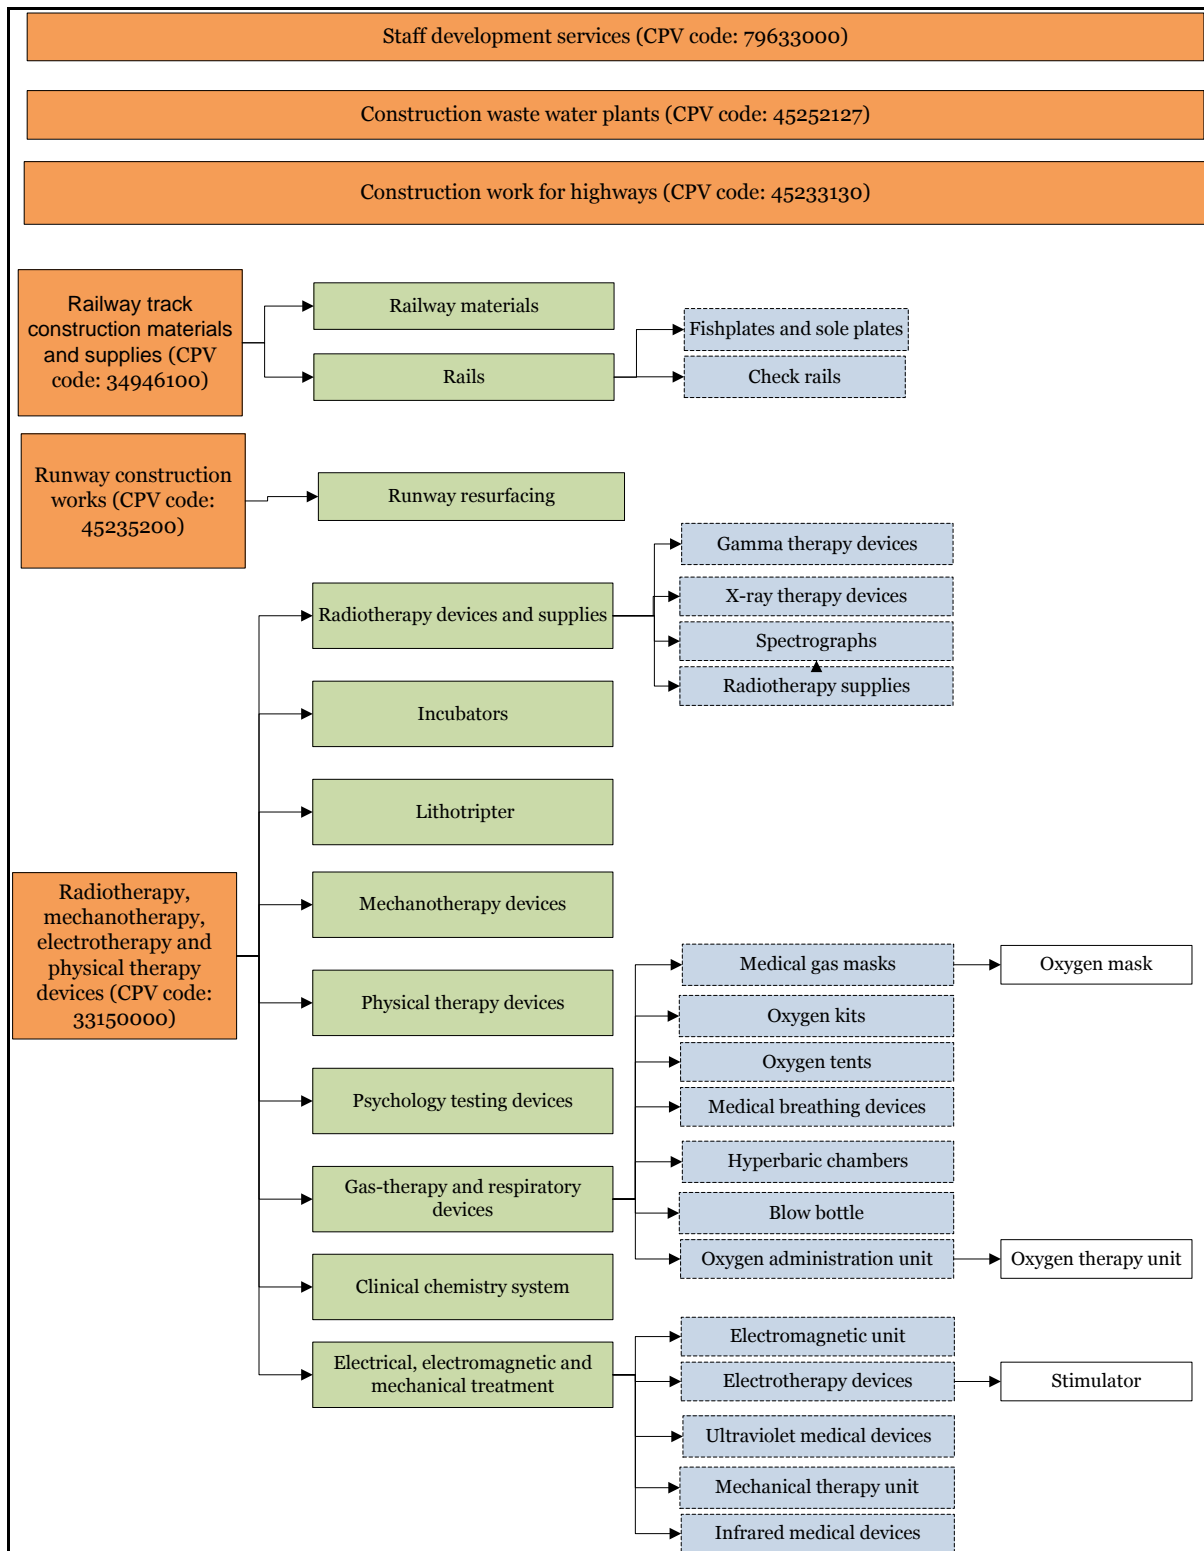 Staff development services (CPV code: 79633000)
Construction waste water plants (CPV code: 45252127)
Construction work for highways (CPV code: 45233130)
Railway track
construction materials
and supplies (CPV
code: 34946100)
Railway materials
Rails
Fishplates and sole plates
Check rails
Runway construction
works (CPV code:
45235200)
Runway resurfacing
Radiotherapy,
mechanotherapy,
electrotherapy and
physical therapy
devices (CPV code:
33150000)
Radiotherapy devices and supplies
Gamma therapy devices
X-ray therapy devices
Spectrographs
Radiotherapy supplies
Incubators
Lithotripter
Mechanotherapy devices
Physical therapy devices
Psychology testing devices
Gas-therapy and respiratory
devices
Medical gas masks
Oxygen mask
Oxygen kits
Oxygen tents
Medical breathing devices
Hyperbaric chambers
Blow bottle
Oxygen administration unit
Oxygen therapy unit
Clinical chemistry system
Electrical, electromagnetic and
mechanical treatment
Electromagnetic unit
Electrotherapy devices
Stimulator
Ultraviolet medical devices
Mechanical therapy unit
Infrared medical devices